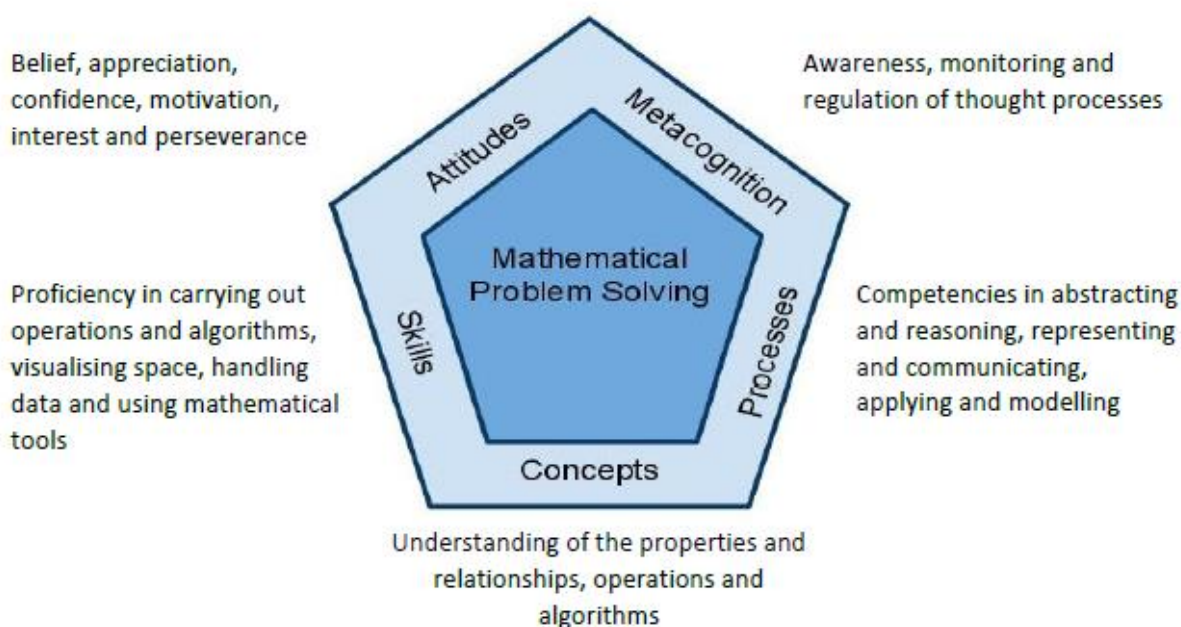 Belief, appreciation,
confidence, motivation,
interest and perseverance
Attitudes
Metacognition
Awareness, monitoring and
regulation of thought processes
Mathematical
Problem Solving
Proficiency in carrying out
operations and algorithms,
visualising space, handling
data and using mathematical
tools
Skills
Processes
Competencies in abstracting
and reasoning, representing
and communicating,
applying and modelling
Concepts
Understanding of the properties and
relationships, operations and
algorithms